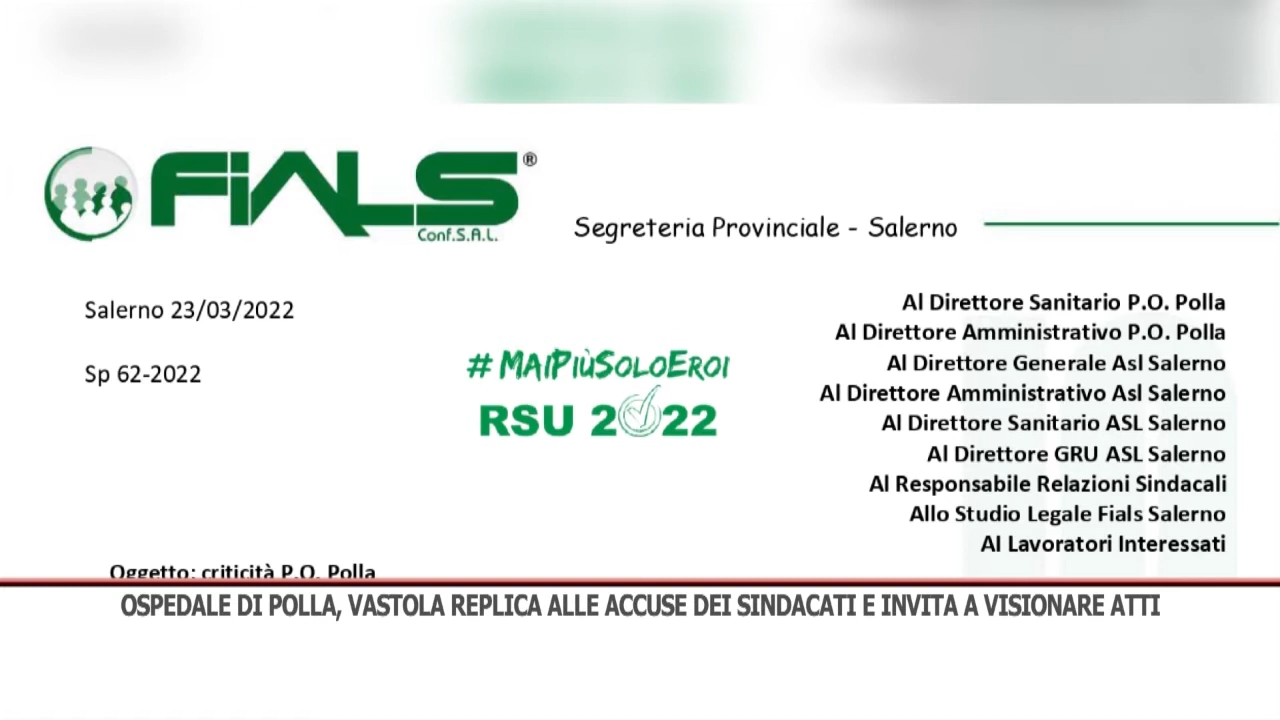 FiALS®
Conf.S.A.L.
Segreteria Provinciale - Salerno
Salerno 23/03/2022
Sp 62-2022
#MAIPIÙSOLOEROI
RSU 2022
Al Direttore Sanitario P.O. Polla
Al Direttore Amministrativo P.O. Polla
Al Direttore Generale Asl Salerno
Al Direttore Amministrativo Asl Salerno
Al Direttore Sanitario ASL Salerno
Al Direttore GRU ASL Salerno
Al Responsabile Relazioni Sindacali
Allo Studio Legale Fials Salerno
AI Lavoratori Interessati
Oggetto: criticità P.O. Polla
OSPEDALE DI POLLA, VASTOLA REPLICA ALLE ACCUSE DEI SINDACATI E INVITA A VISIONARE ATTI